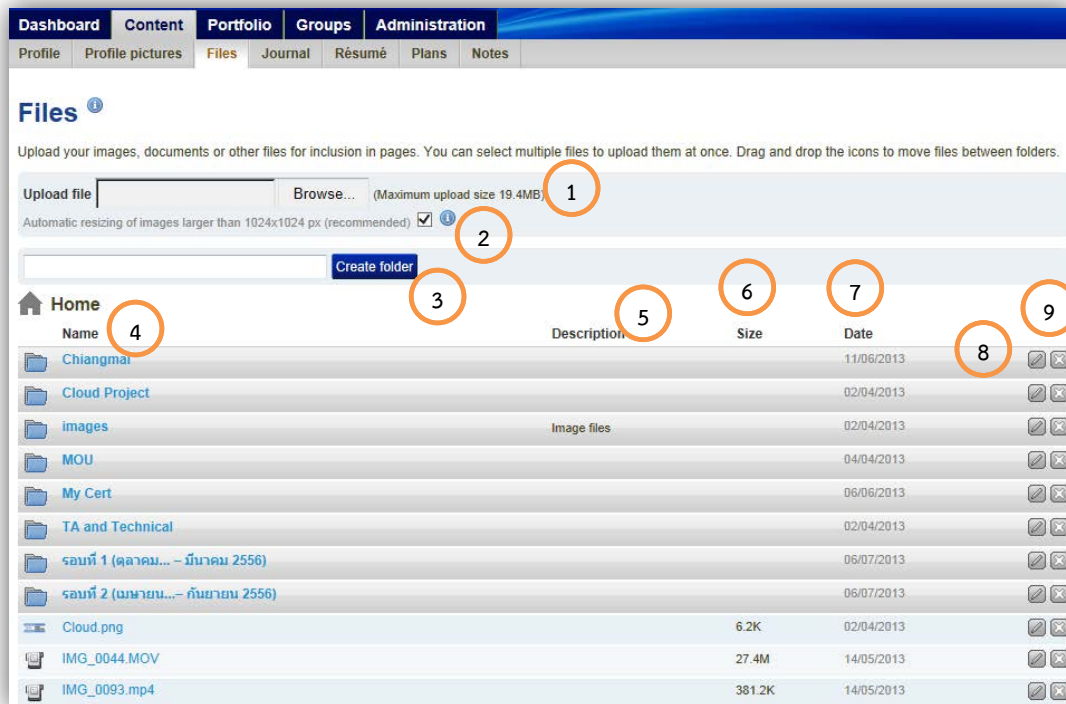 Dashboard Content Portfolio Groups Administration
Profile Profile pictures Files Journal Résumé Plans Notes
Files
Upload your images, documents or other files for inclusion in pages. You can select multiple files to upload them at once. Drag and drop the icons to move files between folders.
Upload file Browse... (Maximum upload size 19.4MB) 1
Automatic resizing of images larger than 1024x1024 px (recommended) 2
Create folder
3
Home
Name 4 Description 5 Size 6 Date 7 8 9
Chiangmai 11/06/2013
Cloud Project 02/04/2013
images Image files 02/04/2013
MOU 04/04/2013
My Cert 06/06/2013
TA and Technical 02/04/2013
รอบที่ 1 (ตุลาคม... – มีนาคม 2556) 06/07/2013
รอบที่ 2 (เมษายน...– กันยายน 2556) 06/07/2013
Cloud.png 6.2K 02/04/2013
IMG_0044.MOV 27.4M 14/05/2013
IMG_0093.mp4 381.2K 14/05/2013